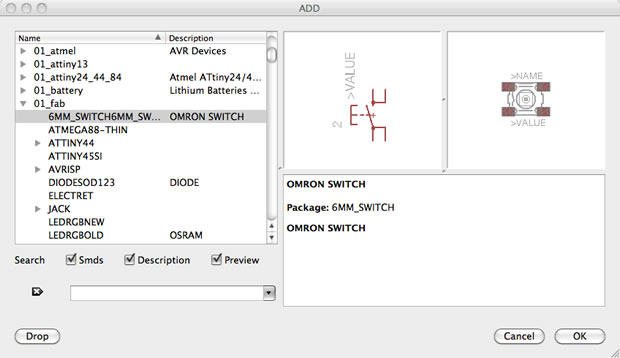 ADD
Name Description
01_atmel AVR Devices
01_attiny13
01_attiny24_44_84 Atmel ATtiny24/4...
01_battery Lithium Batteries ...
01_fab
6MM_SWITCH6MM_SW... OMRON SWITCH
ATMEGA88-THIN
ATTINY44
ATTINY45SI
AVRISP
DIODESOD123 DIODE
ELECTRET
JACK
LEDRGBNEW
LEDRGBOLD OSRAM
>VALUE
2
>NAME
>VALUE
OMRON SWITCH
Package: 6MM_SWITCH
OMRON SWITCH
Search Smds Description Preview
Drop Cancel OK